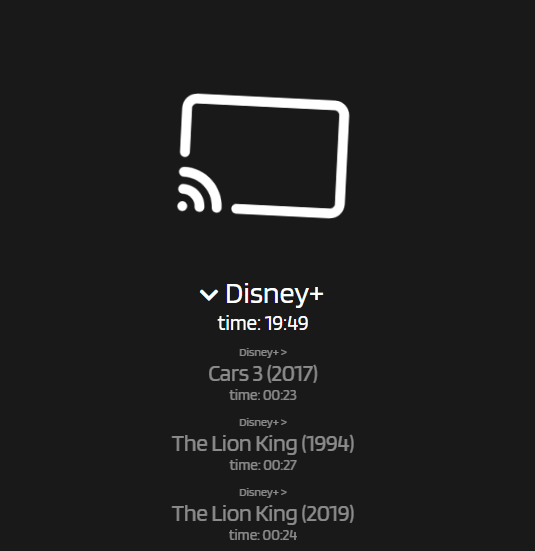 Disney+
time: 19:49
Disney+ >
Cars 3 (2017)
time: 00:23
Disney+ >
The Lion King (1994)
time: 00:27
Disney+ >
The Lion King (2019)
time: 00:24